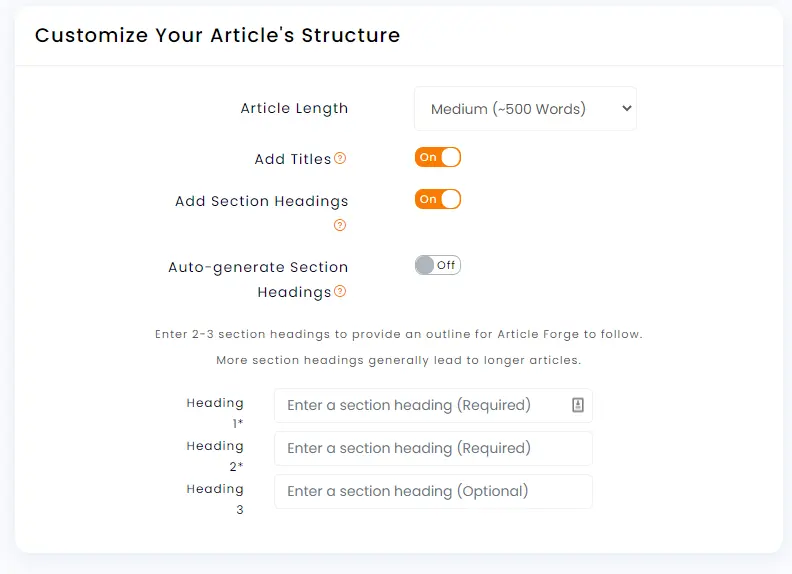 Customize Your Article's Structure
Article Length
Medium (~500 Words)
Add Titles?
On
Add Section Headings
?
On
Auto-generate Section
Headings?
Off
Enter 2-3 section headings to provide an outline for Article Forge to follow.
More section headings generally lead to longer articles.
Heading
1*
Enter a section heading (Required)
Heading
2*
Enter a section heading (Required)
Heading
3
Enter a section heading (Optional)